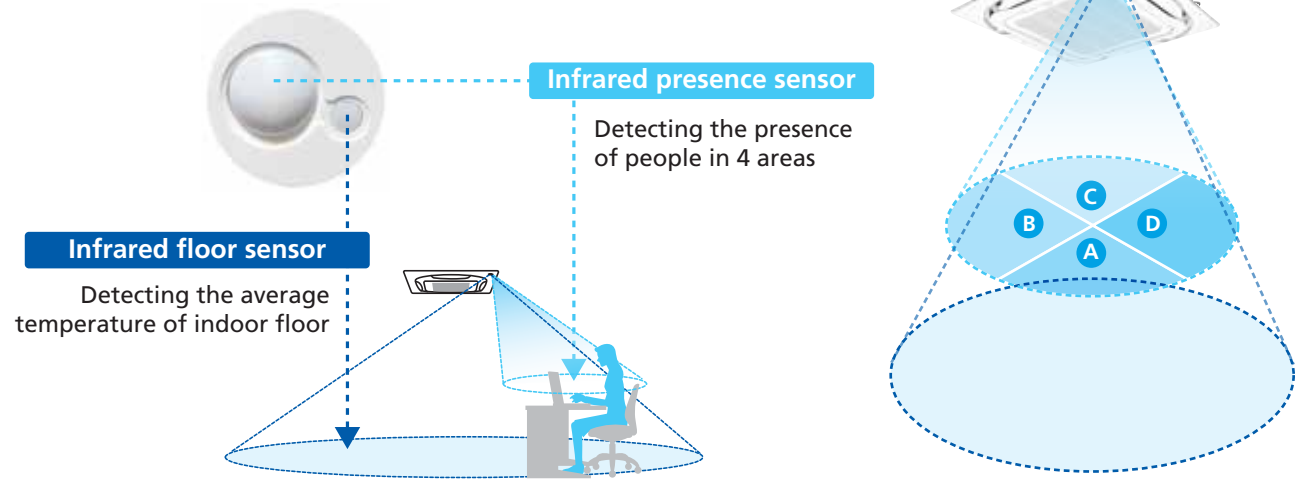 Infrared presence sensor
Detecting the presence
of people in 4 areas
Infrared floor sensor
Detecting the average
temperature of indoor floor
C
B
D
A